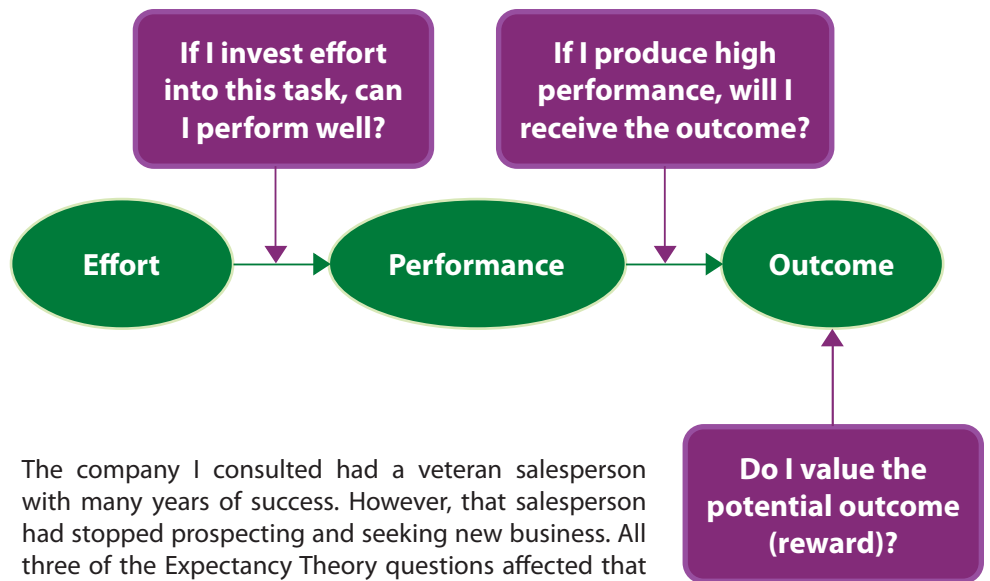 If I invest effort
into this task, can
I perform well?
If I produce high
performance, will I
receive the outcome?
Effort
Performance
Outcome
The company I consulted had a veteran salesperson
with many years of success. However, that salesperson
had stopped prospecting and seeking new business. All
three of the Expectancy Theory questions affected that
Do I value the
potential outcome
(reward)?